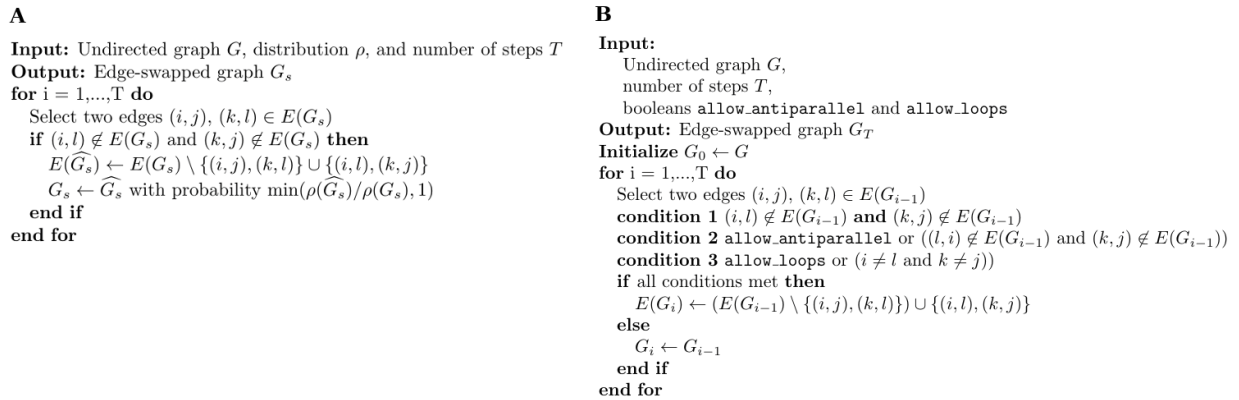 A
Input: Undirected graph G, distribution ρ, and number of steps T
Output: Edge-swapped graph G_s
for i = 1,...,T do
Select two edges (i, j), (k, l) ∈ E(G_s)
if (i, l) ∉ E(G_s) and (k, j) ∉ E(G_s) then
E(Ĝ_s) ← E(G_s) \ {(i, j), (k, l)} ∪ {(i, l), (k, j)}
G_s ← Ĝ_s with probability min(ρ(Ĝ_s)/ρ(G_s), 1)
end if
end for
B
Input:
Undirected graph G,
number of steps T,
booleans allow_antiparallel and allow_loops
Output: Edge-swapped graph G_T
Initialize G_0 ← G
for i = 1,...,T do
Select two edges (i, j), (k, l) ∈ E(G_{i−1})
condition 1 (i, l) ∉ E(G_{i−1}) and (k, j) ∉ E(G_{i−1})
condition 2 allow_antiparallel or ((l, i) ∉ E(G_{i−1}) and (k, j) ∉ E(G_{i−1}))
condition 3 allow_loops or (i ≠ l and k ≠ j))
if all conditions met then
E(G_i) ← (E(G_{i−1}) \ {(i, j), (k, l)}) ∪ {(i, l), (k, j)}
else
G_i ← G_{i−1}
end if
end for